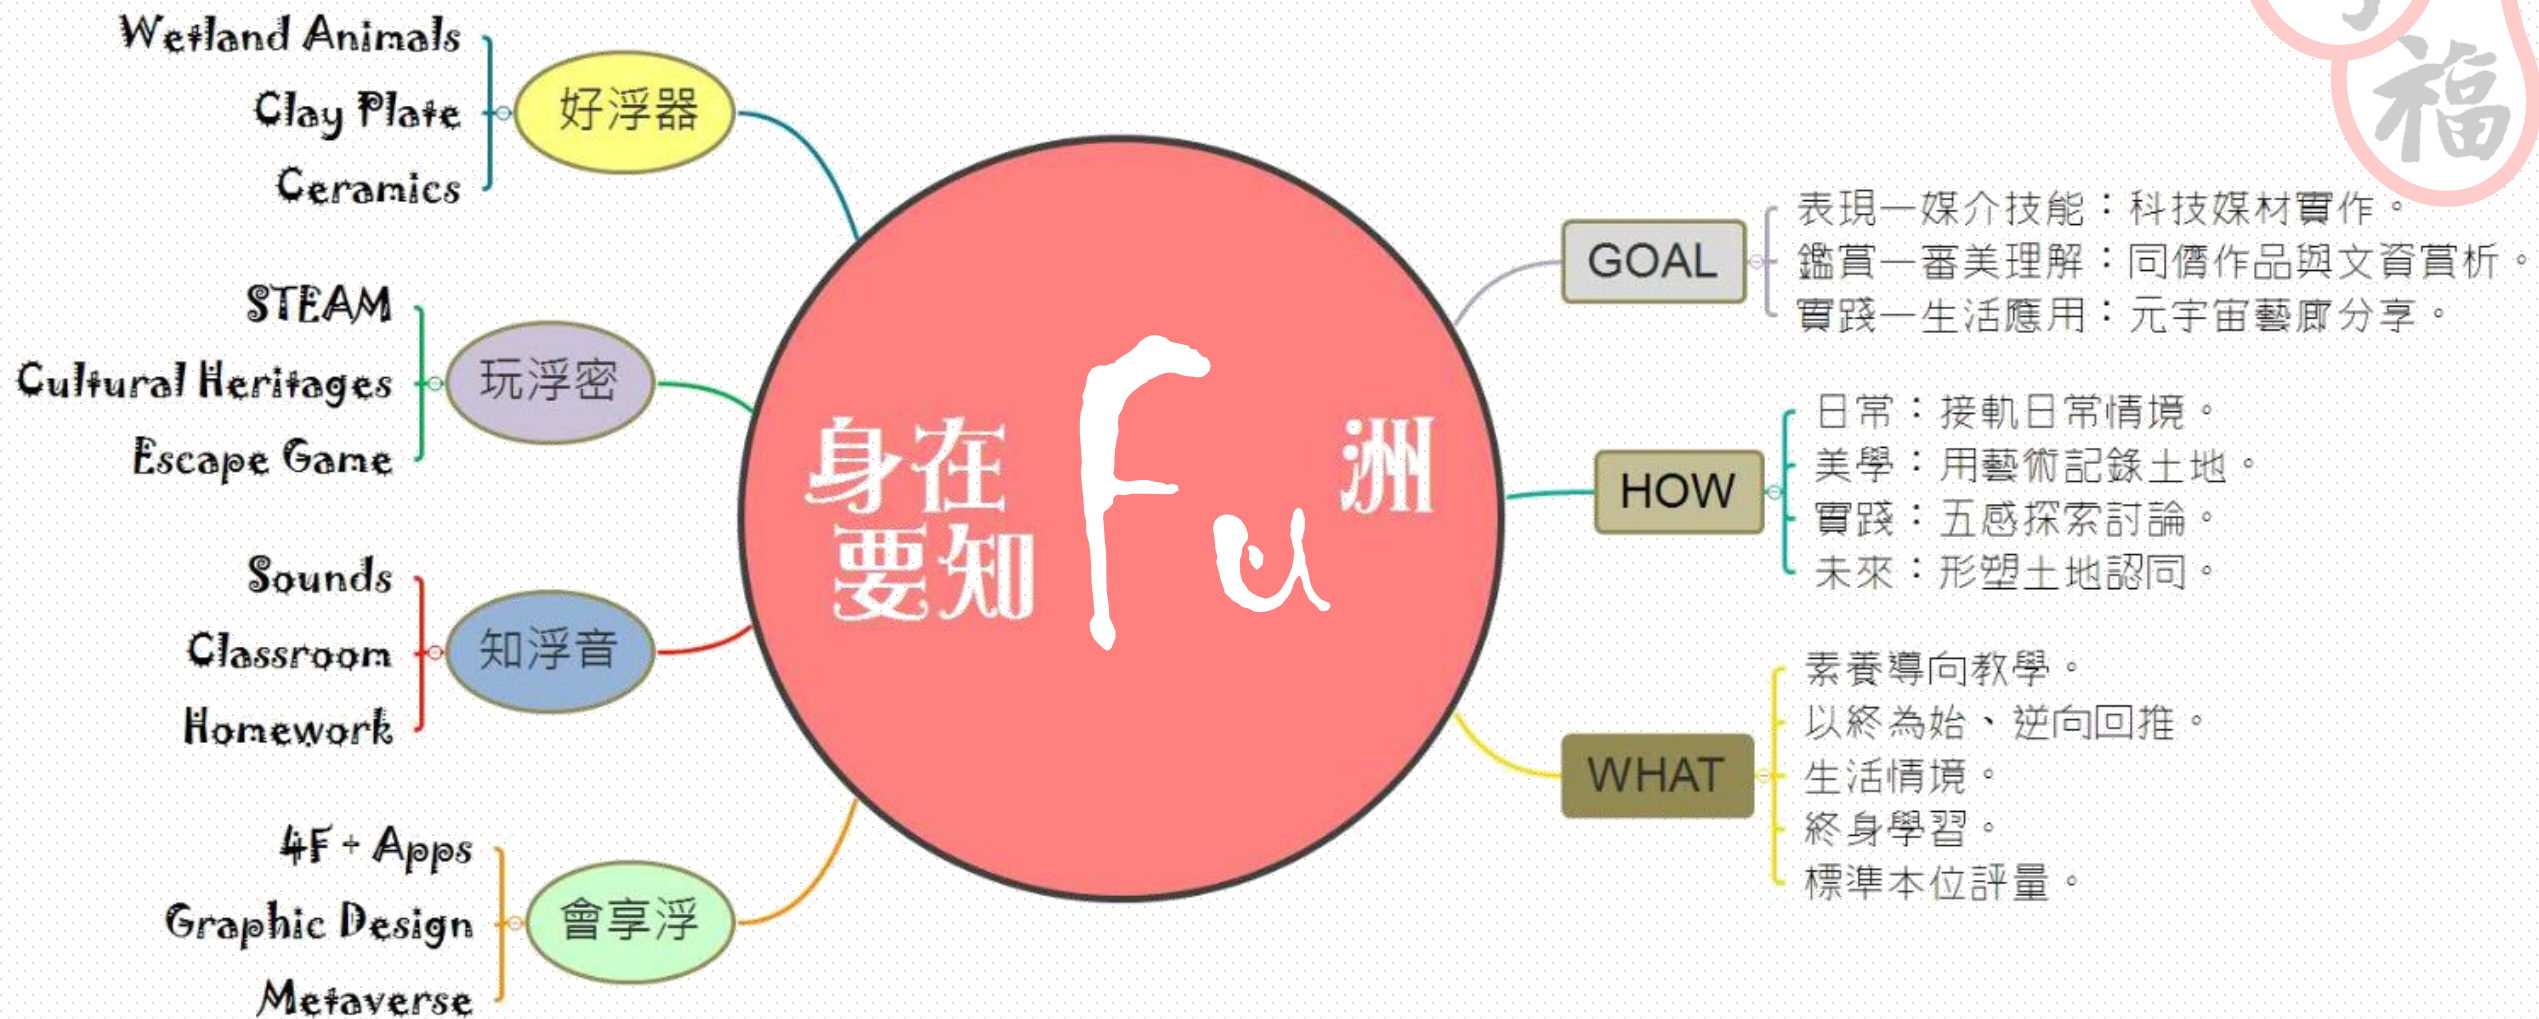 Wetland Animals
Clay Plate
Ceramics
好浮器
STEAM
Cultural Heritages
Escape Game
玩浮密
Sounds
Classroom
Homework
知浮音
4F + Apps
Graphic Design
Metaverse
會享浮
身在 Fu 洲
要知
GOAL
表現—媒介技能：科技媒材實作。
鑑賞—審美理解：同儕作品與文資賞析。
實踐—生活應用：元宇宙藝廊分享。
HOW
日常：接軌日常情境。
美學：用藝術記錄土地。
實踐：五感探索討論。
未來：形塑土地認同。
WHAT
素養導向教學。
以終為始、逆向回推。
生活情境。
終身學習。
標準本位評量。
福